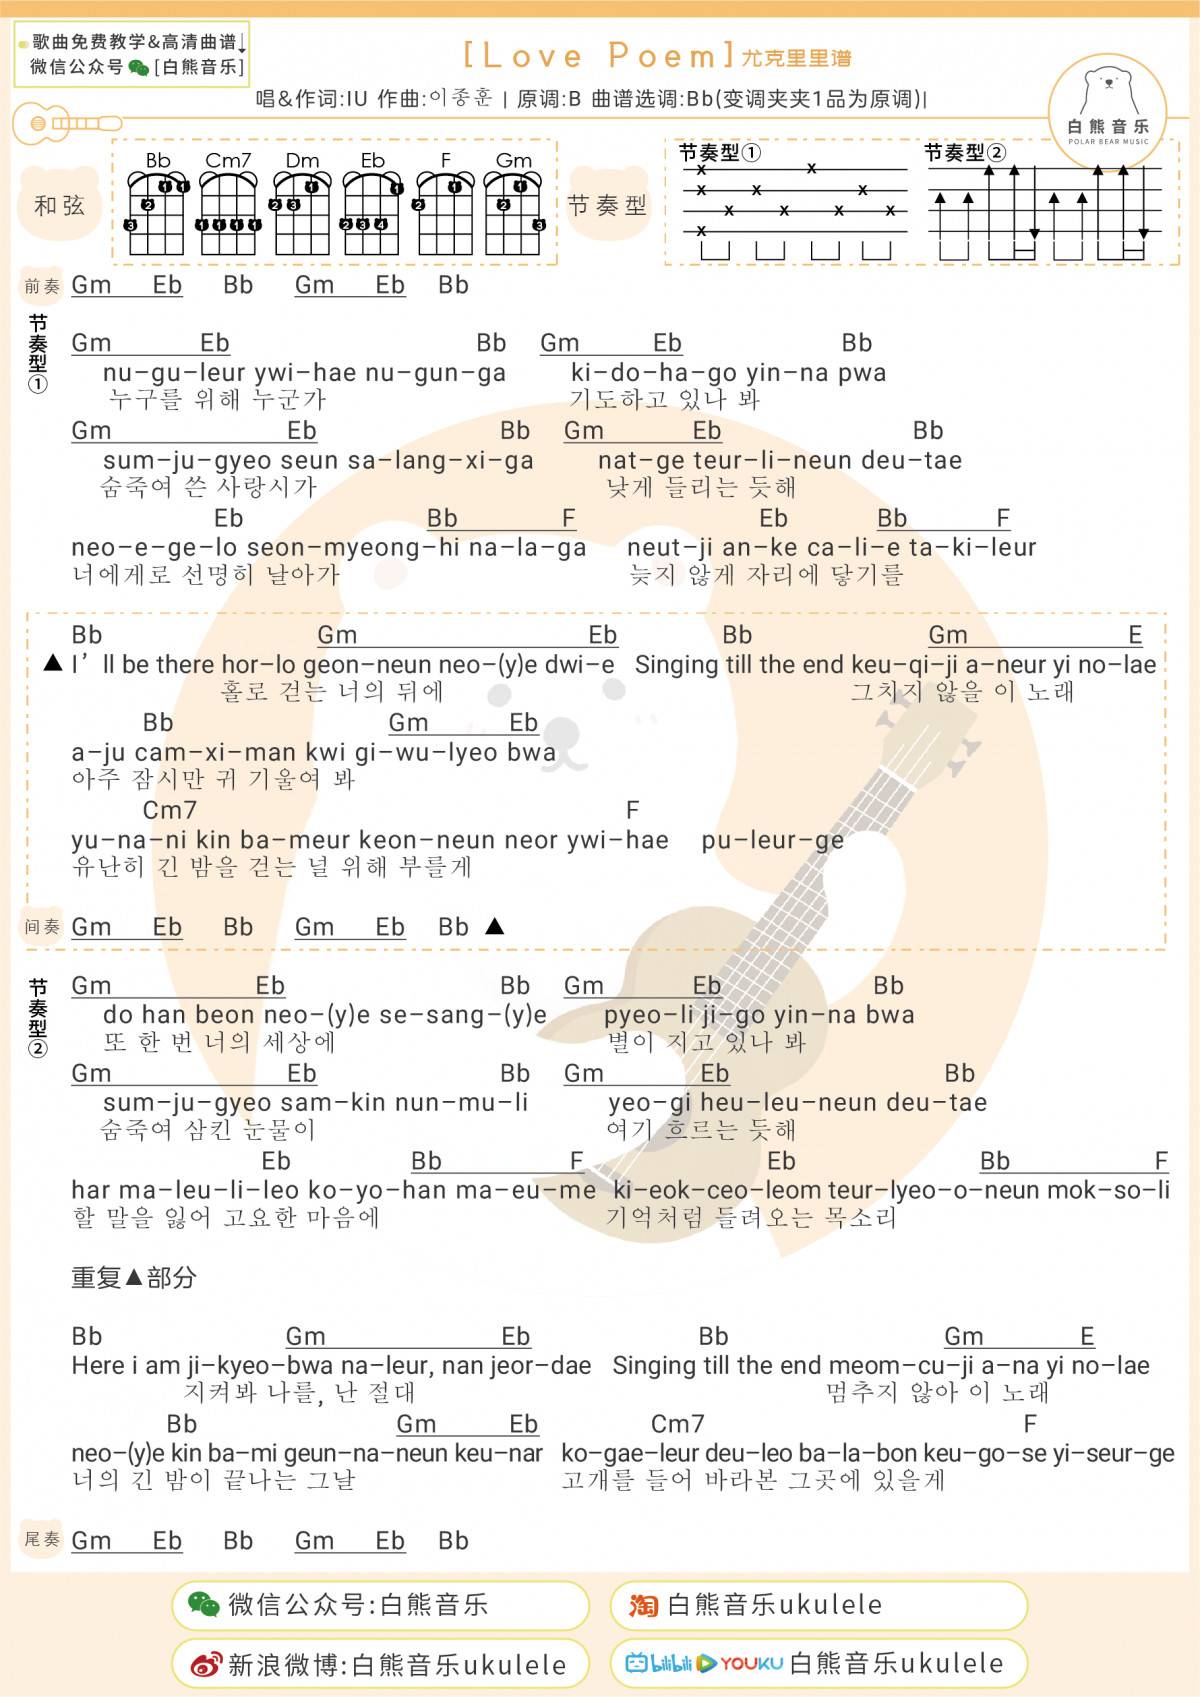 歌曲免费教学&高清曲谱↓
微信公众号 [白熊音乐]
[Love Poem]尤克里里谱
唱&作词:IU 作曲:이종훈 | 原调:B 曲谱选调:Bb(变调夹夹1品为原调)|
白熊音乐
POLAR BEAR MUSIC
和弦
Bb Cm7 Dm Eb F Gm
1 1 2 3
1 1 1 1
1 2 3
1 2 3 4
1 2
1 2 3
节奏型
节奏型① 节奏型②
前奏 Gm Eb Bb Gm Eb Bb
节奏型①
Gm Eb Bb Gm Eb Bb
nu-gu-leur ywi-hae nu-gun-ga ki-do-ha-go yin-na pwa
누구를 위해 누군가 기도하고 있나 봐
Gm Eb Bb Gm Eb Bb
sum-ju-gyeo seun sa-lang-xi-ga nat-ge teur-li-neun deu-tae
숨죽여 쓴 사랑시가 낮게 들리는 듯해
Eb Bb F Eb Bb F
neo-e-ge-lo seon-myeong-hi na-la-ga neut-ji an-ke ca-li-e ta-ki-leur
너에게로 선명히 날아가 늦지 않게 자리에 닿기를
Bb Gm Eb Bb Gm E
▲ I’ll be there hor-lo geon-neun neo-(y)e dwi-e Singing till the end keu-qi-ji a-neur yi no-lae
홀로 걷는 너의 뒤에 그치지 않을 이 노래
Bb Gm Eb
a-ju cam-xi-man kwi gi-wu-lyeo bwa
아주 잠시만 귀 기울여 봐
Cm7 F
yu-na-ni kin ba-meur keon-neun neor ywi-hae pu-leur-ge
유난히 긴 밤을 걷는 널 위해 부를게
间奏 Gm Eb Bb Gm Eb Bb ▲
节奏型②
Gm Eb Bb Gm Eb Bb
do han beon neo-(y)e se-sang-(y)e pyeo-li ji-go yin-na bwa
또 한 번 너의 세상에 별이 지고 있나 봐
Gm Eb Bb Gm Eb Bb
sum-ju-gyeo sam-kin nun-mu-li yeo-gi heu-leu-neun deu-tae
숨죽여 삼킨 눈물이 여기 흐르는 듯해
Eb Bb F Eb Bb F
har ma-leu-li-leo ko-yo-han ma-eu-me ki-eok-ceo-leom teur-lyeo-o-neun mok-so-li
할 말을 잃어 고요한 마음에 기억처럼 들려오는 목소리
重复▲部分
Bb Gm Eb Bb Gm E
Here i am ji-kyeo-bwa na-leur, nan jeor-dae Singing till the end meom-cu-ji a-na yi no-lae
지켜봐 나를, 난 절대 멈추지 않아 이 노래
Bb Gm Eb Cm7 F
neo-(y)e kin ba-mi geun-na-neun keu-nar ko-gae-leur deu-leo ba-la-bon keu-go-se yi-seur-ge
너의 긴 밤이 끝나는 그날 고개를 들어 바라본 그곳에 있을게
尾奏 Gm Eb Bb Gm Eb Bb
微信公众号:白熊音乐
淘 白熊音乐ukulele
新浪微博:白熊音乐ukulele
bilibili YOUKU 白熊音乐ukulele